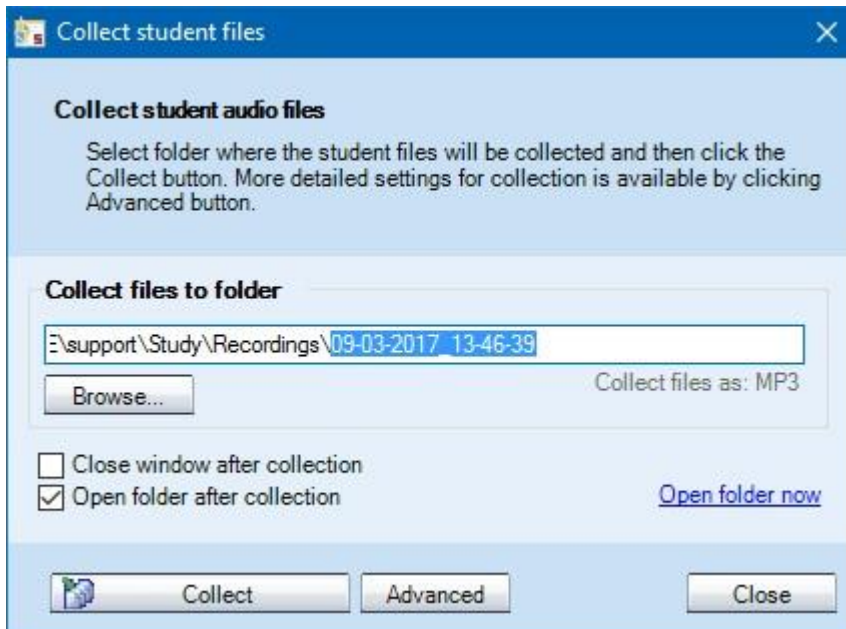 Collect student files
Collect student audio files
Select folder where the student files will be collected and then click the
Collect button. More detailed settings for collection is available by clicking
Advanced button.
Collect files to folder
\support\Study\Recordings\09-03-2017_13-46-39
Collect files as: MP3
Browse...
Close window after collection
Open folder after collection
Open folder now
Collect
Advanced
Close